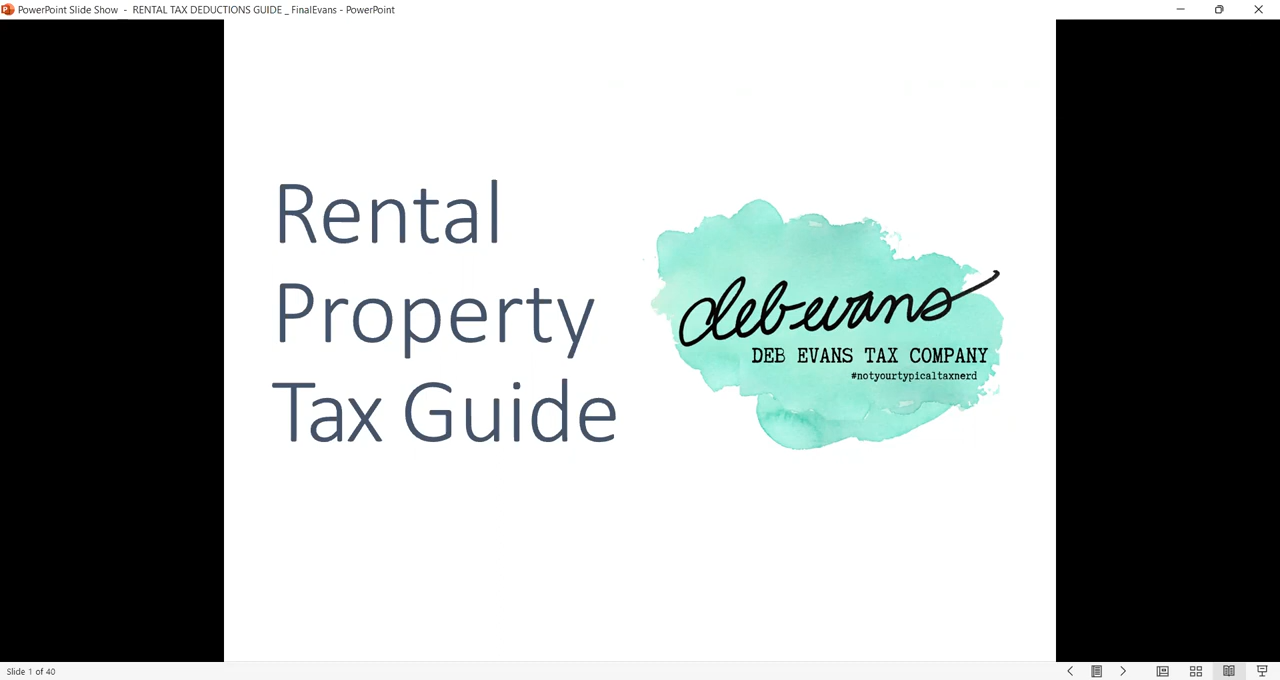 PowerPoint Slide Show - RENTAL TAX DEDUCTIONS GUIDE _ FinalEvans - PowerPoint
Rental
Property
Tax Guide
debevans
DEB EVANS TAX COMPANY
#notyourtypicaltaxnerd
Slide 1 of 40